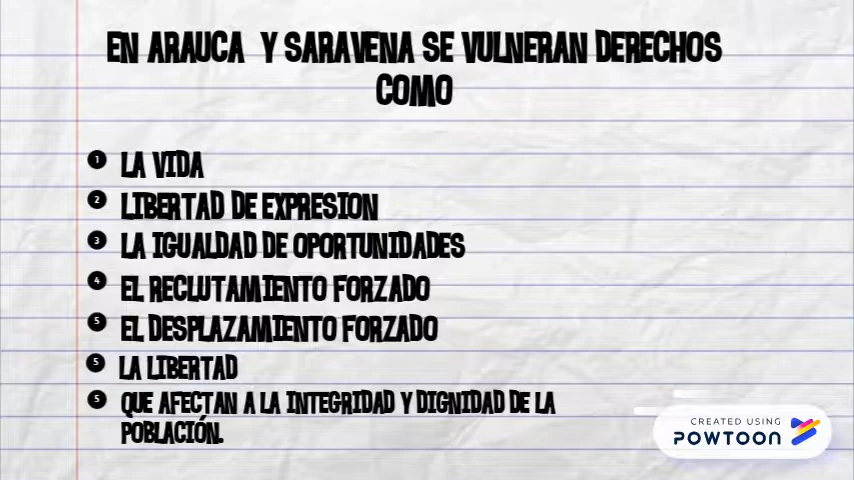 EN ARAUCA Y SARAVENA SE VULNERAN DERECHOS
COMO
1 LA VIDA
2 LIBERTAD DE EXPRESION
3 LA IGUALDAD DE OPORTUNIDADES
4 EL RECLUTAMIENTO FORZADO
5 EL DESPLAZAMIENTO FORZADO
5 LA LIBERTAD
5 QUE AFECTAN A LA INTEGRIDAD Y DIGNIDAD DE LA
POBLACIÓN.
CREATED USING
POWTOON